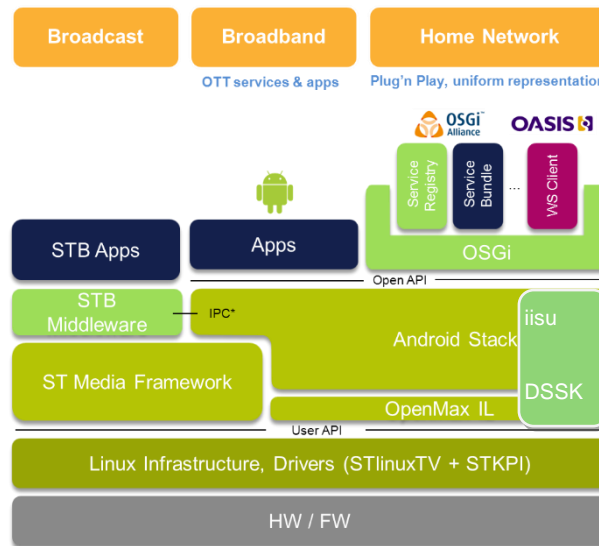 Broadcast
Broadband
Home Network
OTT services & apps
Plug'n Play, uniform representation
OSGi™
Alliance
OASIS
Service
Registry
Service
Bundle
...
WS Client
STB Apps
Apps
OSGi
Open API
STB
Middleware
IPC*
Android Stack
iisu
ST Media Framework
DSSK
OpenMax IL
User API
Linux Infrastructure, Drivers (STlinuxTV + STKPI)
HW / FW